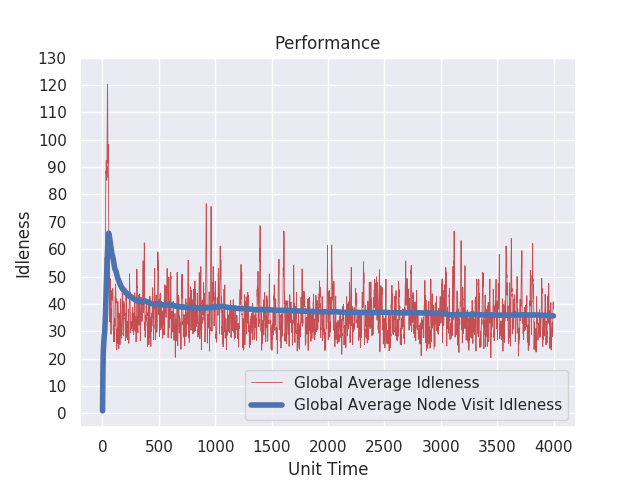 Performance
130
120
110
100
90
80
70
60
50
40
30
20
10
0
Idleness
0 500 1000 1500 2000 2500 3000 3500 4000
Unit Time
Global Average Idleness
Global Average Node Visit Idleness